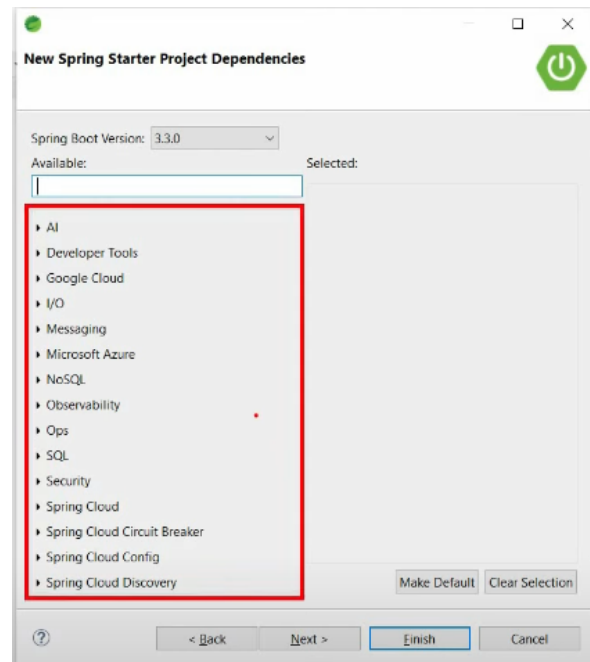 New Spring Starter Project Dependencies
Spring Boot Version: 3.3.0
Available:
Selected:
AI
Developer Tools
Google Cloud
I/O
Messaging
Microsoft Azure
NoSQL
Observability
Ops
SQL
Security
Spring Cloud
Spring Cloud Circuit Breaker
Spring Cloud Config
Spring Cloud Discovery
Make Default Clear Selection
? < Back Next > Finish Cancel